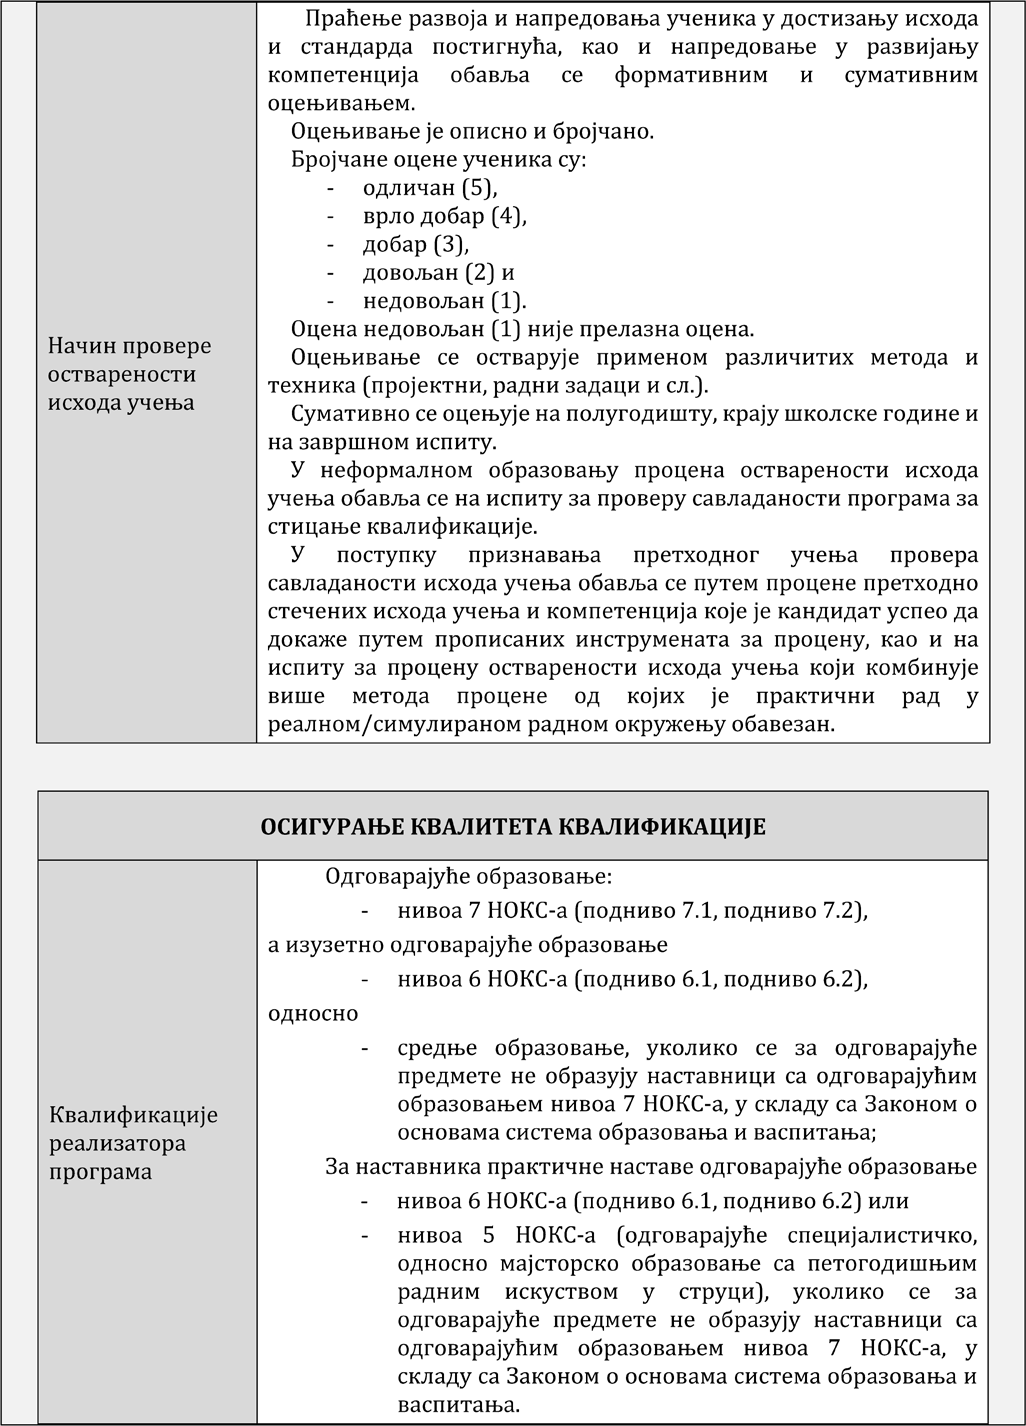 Начин провере
остварености
исхода учења
Праћење развоја и напредовања ученика у достизању исхода
и стандарда постигнућа, као и напредовање у развијању
компетенција обавља се формативним и сумативним
оцењивањем.
Оцењивање је описно и бројчано.
Бројчане оцене ученика су:
- одличан (5),
- врло добар (4),
- добар (3),
- довољан (2) и
- недовољан (1).
Оцена недовољан (1) није прелазна оцена.
Оцењивање се остварује применом различитих метода и
техника (пројектни, радни задаци и сл.).
Сумативно се оцењује на полугодишту, крају школске године и
на завршном испиту.
У неформалном образовању процена остварености исхода
учења обавља се на испиту за проверу савладаности програма за
стицање квалификације.
У поступку признавања претходног учења провера
савладаности исхода учења обавља се путем процене претходно
стечених исхода учења и компетенција које је кандидат успео да
докаже путем прописаних инструмената за процену, као и на
испиту за процену остварености исхода учења који комбинује
више метода процене од којих је практични рад у
реалном/симулираном радном окружењу обавезан.
ОСИГУРАЊЕ КВАЛИТЕТА КВАЛИФИКАЦИЈЕ
Квалификације
реализатора
програма
Одговарајуће образовање:
- нивоа 7 НОКС-а (подниво 7.1, подниво 7.2),
а изузетно одговарајуће образовање
- нивоа 6 НОКС-а (подниво 6.1, подниво 6.2),
односно
- средње образовање, уколико се за одговарајуће
предмете не образују наставници са одговарајућим
образовањем нивоа 7 НОКС-а, у складу са Законом о
основама система образовања и васпитања;
За наставника практичне наставе одговарајуће образовање
- нивоа 6 НОКС-а (подниво 6.1, подниво 6.2) или
- нивоа 5 НОКС-а (одговарајуће специјалистичко,
односно мајсторско образовање са петогодишњим
радним искуством у струци), уколико се за
одговарајуће предмете не образују наставници са
одговарајућим образовањем нивоа 7 НОКС-а, у
складу са Законом о основама система образовања и
васпитања.